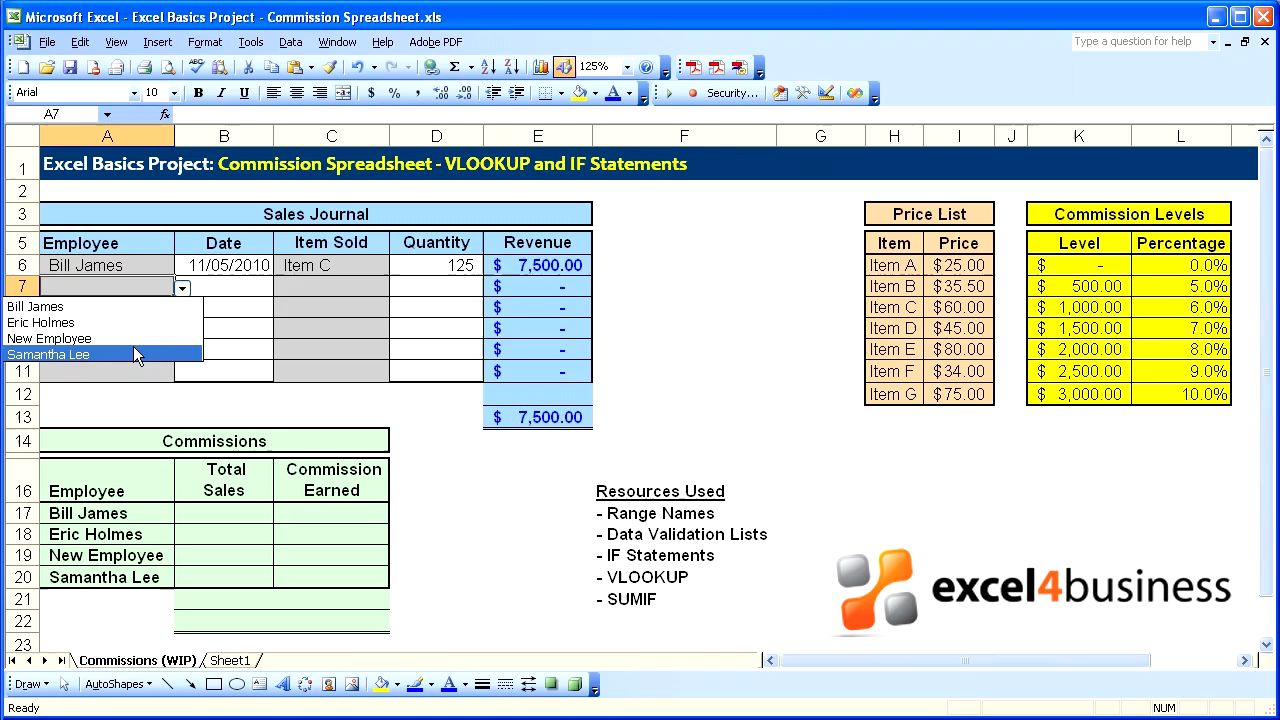 Microsoft Excel - Excel Basics Project - Commission Spreadsheet.xls
File Edit View Insert Format Tools Data Window Help Adobe PDF Type a question for help
125%
Arial 10 B I U $ % , Security...
A7 fx
A B C D E F G H I J K L
1 Excel Basics Project: Commission Spreadsheet - VLOOKUP and IF Statements
2
3 Sales Journal Price List Commission Levels
5 Employee Date Item Sold Quantity Revenue Item Price Level Percentage
6 Bill James 11/05/2010 Item C 125 $ 7,500.00 Item A $25.00 $ - 0.0%
7 $ - Item B $35.50 $ 500.00 5.0%
Bill James $ - Item C $60.00 $ 1,000.00 6.0%
Eric Holmes $ - Item D $45.00 $ 1,500.00 7.0%
New Employee $ - Item E $80.00 $ 2,000.00 8.0%
Samantha Lee
11 $ - Item F $34.00 $ 2,500.00 9.0%
12 Item G $75.00 $ 3,000.00 10.0%
13 $ 7,500.00
14 Commissions
16 Employee Total Sales Commission Earned Resources Used
17 Bill James - Range Names
18 Eric Holmes - Data Validation Lists
19 New Employee - IF Statements
20 Samantha Lee - VLOOKUP
21 - SUMIF
22
23
excel4business
Commissions (WIP) Sheet1
Draw AutoShapes
Ready NUM